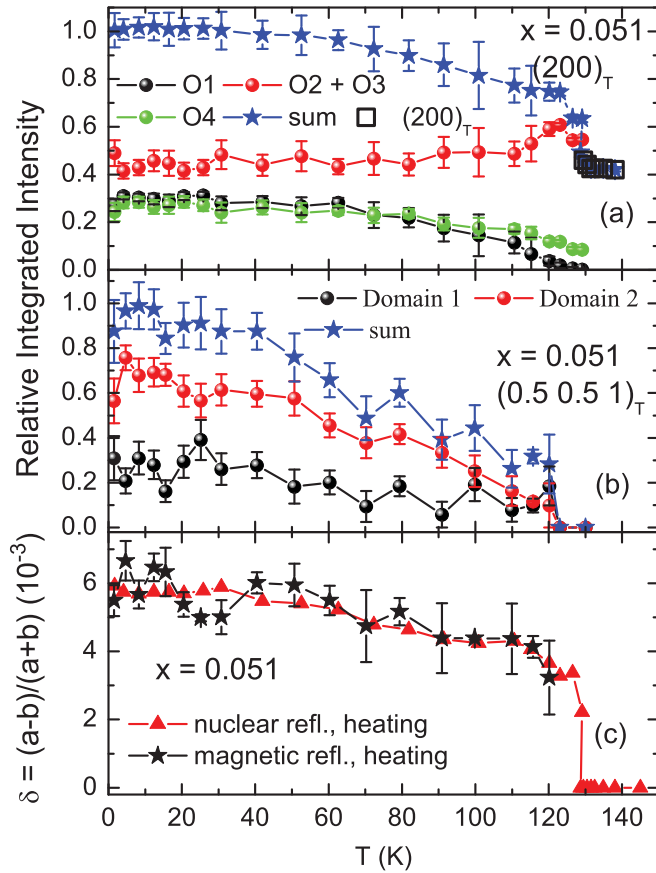 Relative Integrated Intensity
1.0
0.8
0.6
0.4
0.2
0.0
x = 0.051
(200)T
O1 O2 + O3
O4 sum (200)T
(a)
1.0
0.8
0.6
0.4
0.2
0.0
Domain 1 Domain 2
sum
x = 0.051
(0.5 0.5 1)T
(b)
δ = (a-b)/(a+b) (10-3)
6
4
2
0
x = 0.051
nuclear refl., heating
magnetic refl., heating
(c)
0 20 40 60 80 100 120 140
T (K)